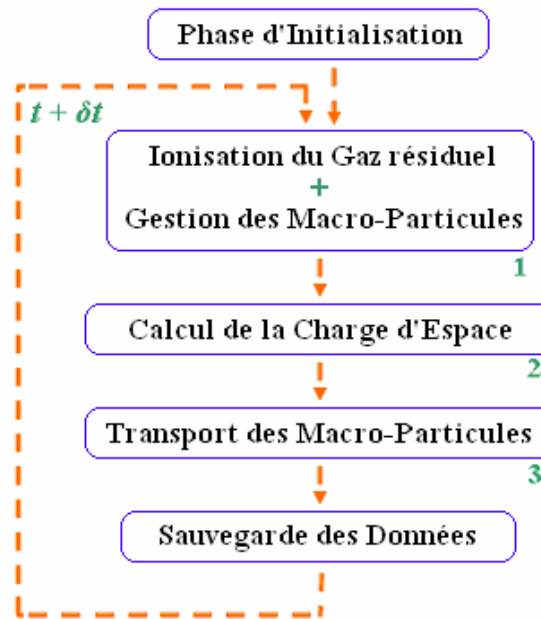 Phase d'Initialisation
t + δt
Ionisation du Gaz résiduel
+
Gestion des Macro-Particules
1
Calcul de la Charge d'Espace
2
Transport des Macro-Particules
3
Sauvegarde des Données